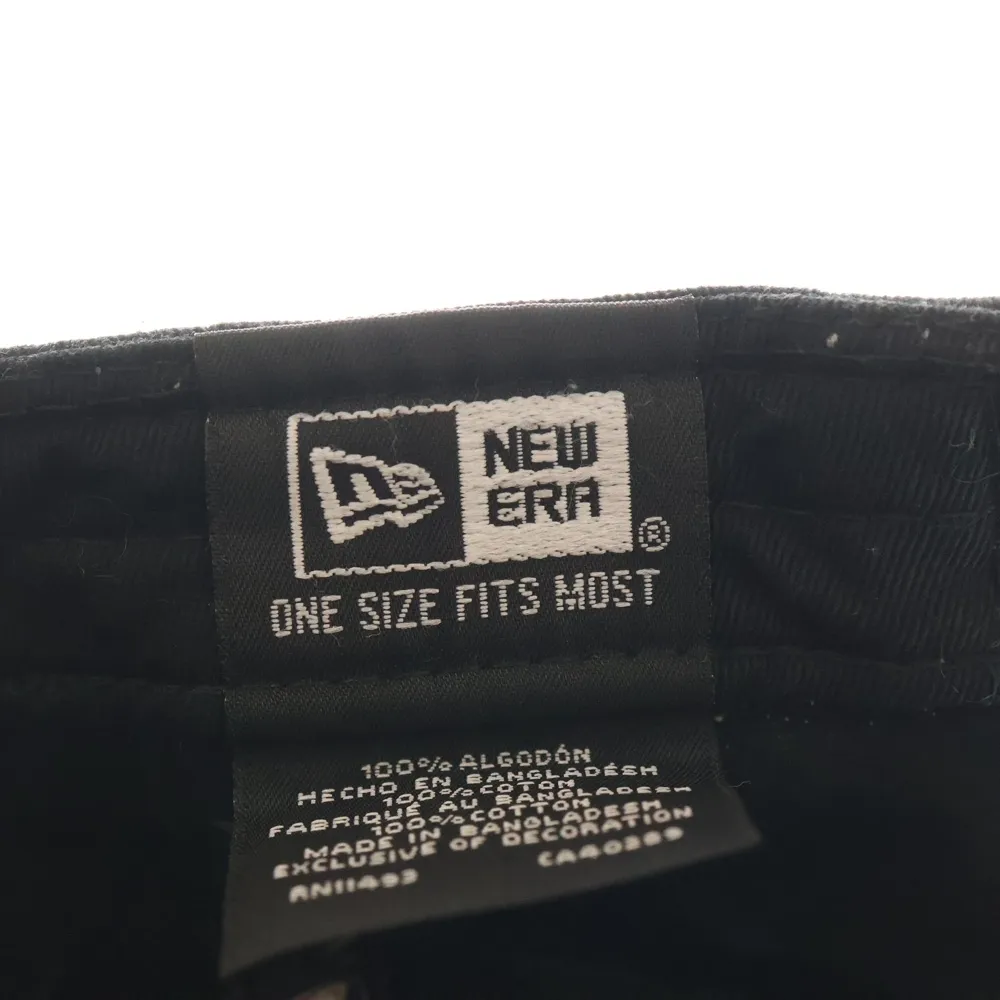 NEW
ERA
®
ONE SIZE FITS MOST
100% ALGODÓN
HECHO EN BANGLADÉSH
100% COTON
FABRIQUÉ AU BANGLADESH
100% COTTON
MADE IN BANGLADESH
EXCLUSIVE OF DECORATION
RN11493 CA40389